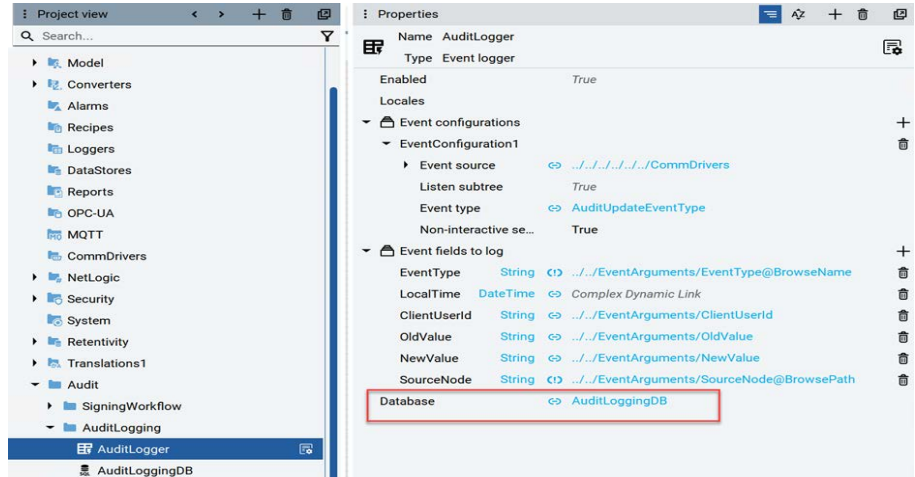 Project view
Search...
Model
Converters
Alarms
Recipes
Loggers
DataStores
Reports
OPC-UA
MQTT
CommDrivers
NetLogic
Security
System
Retentivity
Translations1
Audit
SigningWorkflow
AuditLogging
AuditLogger
AuditLoggingDB
Properties
Name AuditLogger
Type Event logger
Enabled True
Locales
Event configurations
EventConfiguration1
Event source ../../../../../../CommDrivers
Listen subtree True
Event type AuditUpdateEventType
Non-interactive se... True
Event fields to log
EventType String ../../EventArguments/EventType@BrowseName
LocalTime DateTime Complex Dynamic Link
ClientUserId String ../../EventArguments/ClientUserId
OldValue String ../../EventArguments/OldValue
NewValue String ../../EventArguments/NewValue
SourceNode String ../../EventArguments/SourceNode@BrowsePath
Database AuditLoggingDB